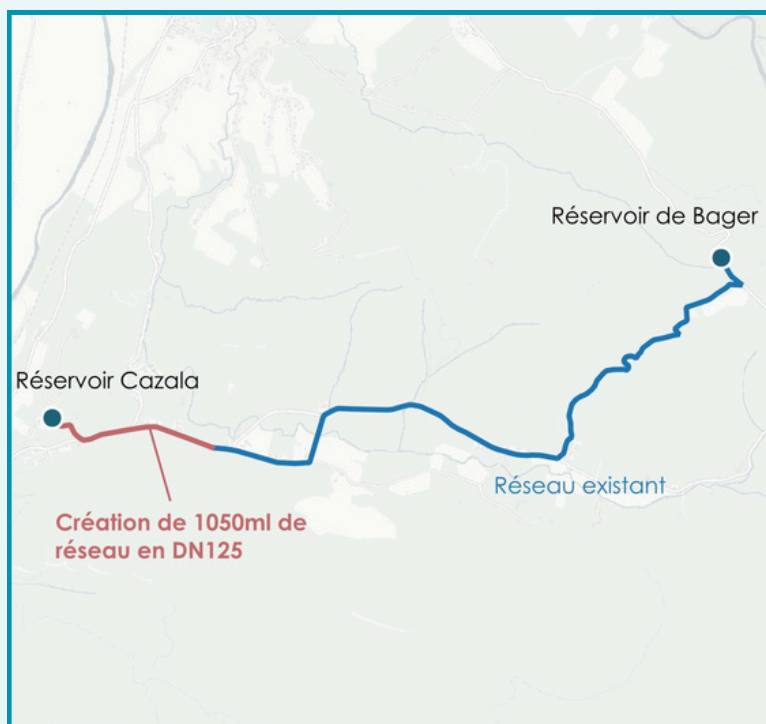 Réservoir de Bager
Réservoir Cazala
Réseau existant
Création de 1050ml de
réseau en DN125